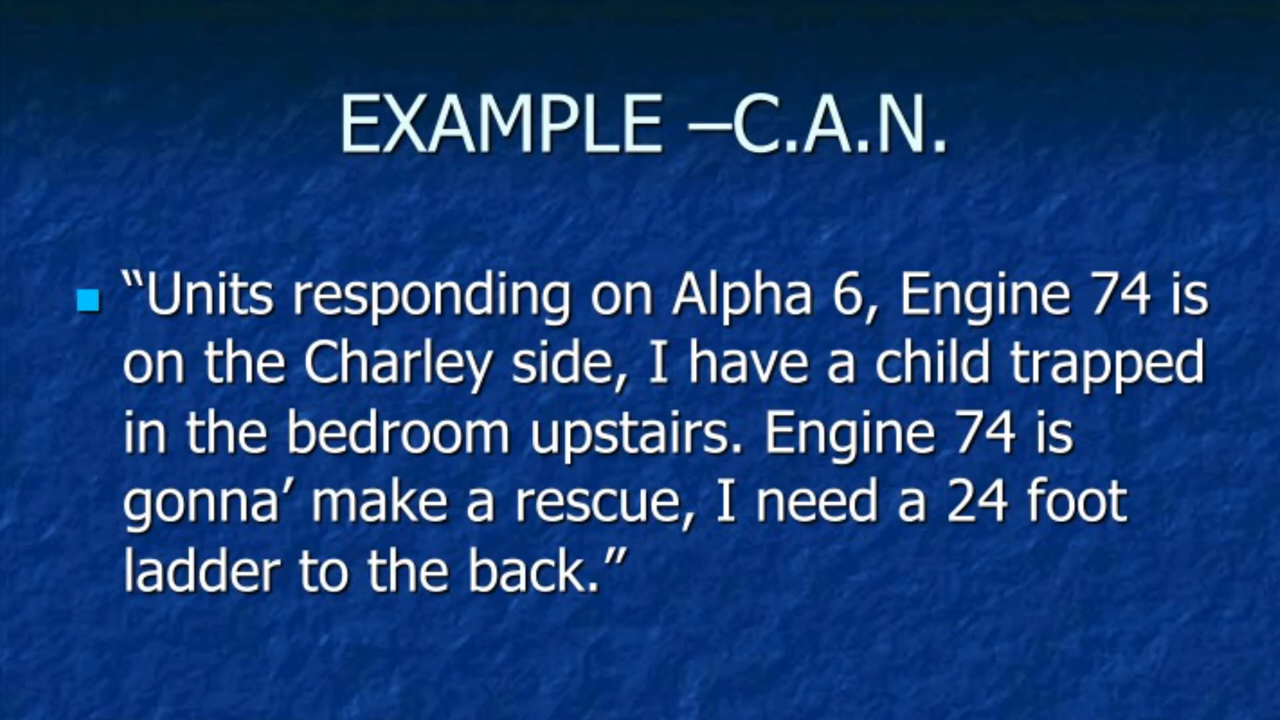 EXAMPLE –C.A.N.
“Units responding on Alpha 6, Engine 74 is
on the Charley side, I have a child trapped
in the bedroom upstairs. Engine 74 is
gonna’ make a rescue, I need a 24 foot
ladder to the back.”